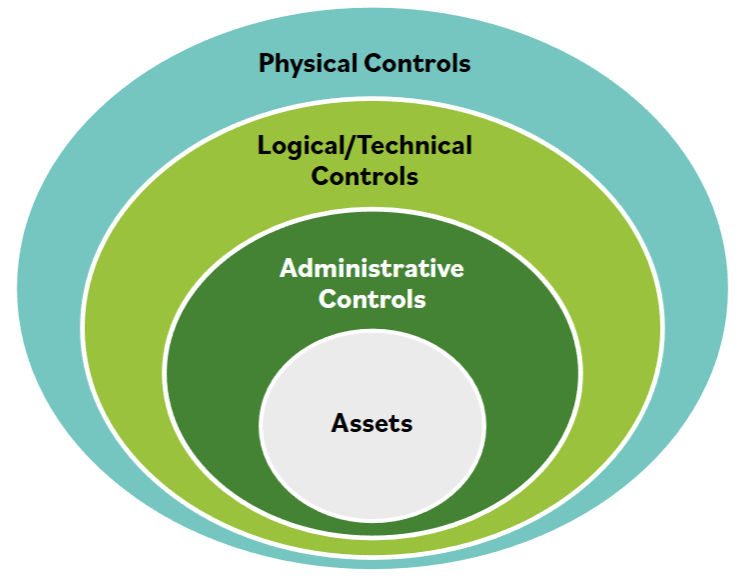 Physical Controls
Logical/Technical
Controls
Administrative
Controls
Assets